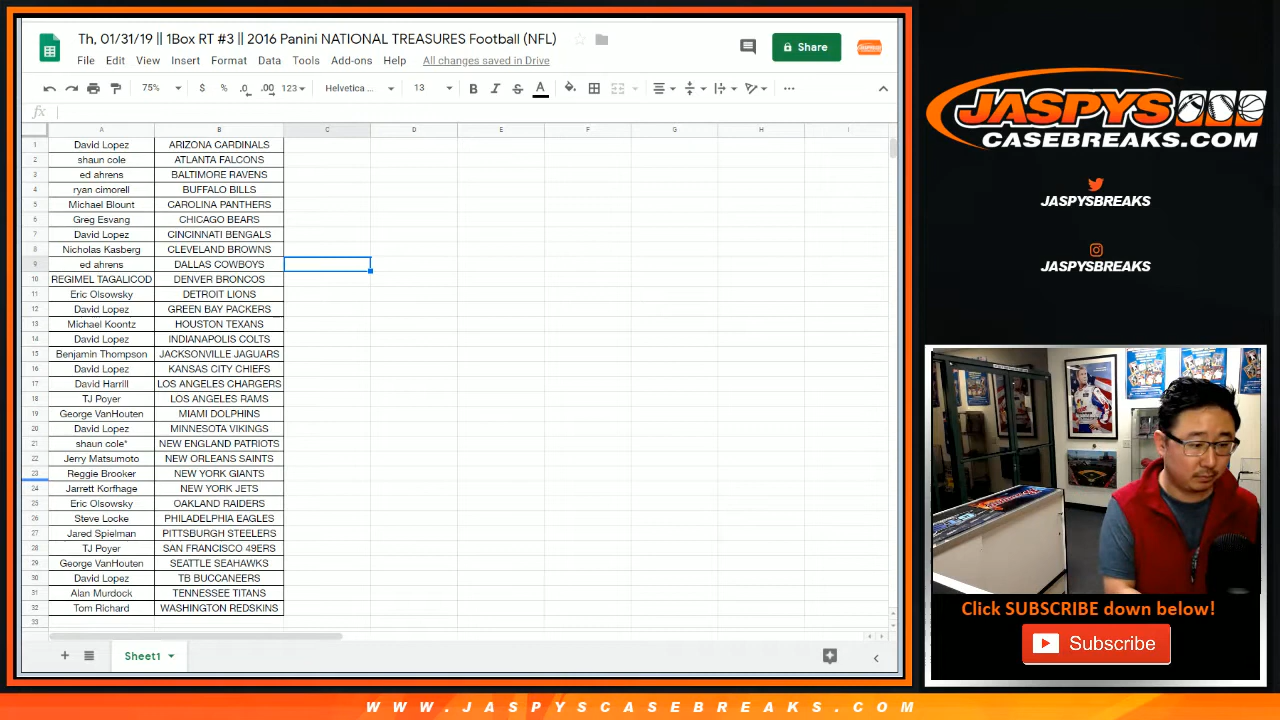 Th, 01/31/19 || 1Box RT #3 || 2016 Panini NATIONAL TREASURES Football (NFL)
File Edit View Insert Format Data Tools Add-ons Help All changes saved in Drive
Share
75% $ % .0 .00 123 Helvetica ... 13 B I S A
fx
A B C D E F G H I
1 David Lopez ARIZONA CARDINALS
2 shaun cole ATLANTA FALCONS
3 ed ahrens BALTIMORE RAVENS
4 ryan cimorell BUFFALO BILLS
5 Michael Blount CAROLINA PANTHERS
6 Greg Esvang CHICAGO BEARS
7 David Lopez CINCINNATI BENGALS
8 Nicholas Kasberg CLEVELAND BROWNS
9 ed ahrens DALLAS COWBOYS
10 REGIMEL TAGALICOD DENVER BRONCOS
11 Eric Olsowsky DETROIT LIONS
12 David Lopez GREEN BAY PACKERS
13 Michael Koontz HOUSTON TEXANS
14 David Lopez INDIANAPOLIS COLTS
15 Benjamin Thompson JACKSONVILLE JAGUARS
16 David Lopez KANSAS CITY CHIEFS
17 David Harrill LOS ANGELES CHARGERS
18 TJ Poyer LOS ANGELES RAMS
19 George VanHouten MIAMI DOLPHINS
20 David Lopez MINNESOTA VIKINGS
21 shaun cole* NEW ENGLAND PATRIOTS
22 Jerry Matsumoto NEW ORLEANS SAINTS
23 Reggie Brooker NEW YORK GIANTS
24 Jarrett Korfhage NEW YORK JETS
25 Eric Olsowsky OAKLAND RAIDERS
26 Steve Locke PHILADELPHIA EAGLES
27 Jared Spielman PITTSBURGH STEELERS
28 TJ Poyer SAN FRANCISCO 49ERS
29 George VanHouten SEATTLE SEAHAWKS
30 David Lopez TB BUCCANEERS
31 Alan Murdock TENNESSEE TITANS
32 Tom Richard WASHINGTON REDSKINS
33
Sheet1
JASPYS
CASEBREAKS.COM
JASPYSBREAKS
JASPYSBREAKS
Click SUBSCRIBE down below!
Subscribe
WWW.JASPYSCASEBREAKS.COM